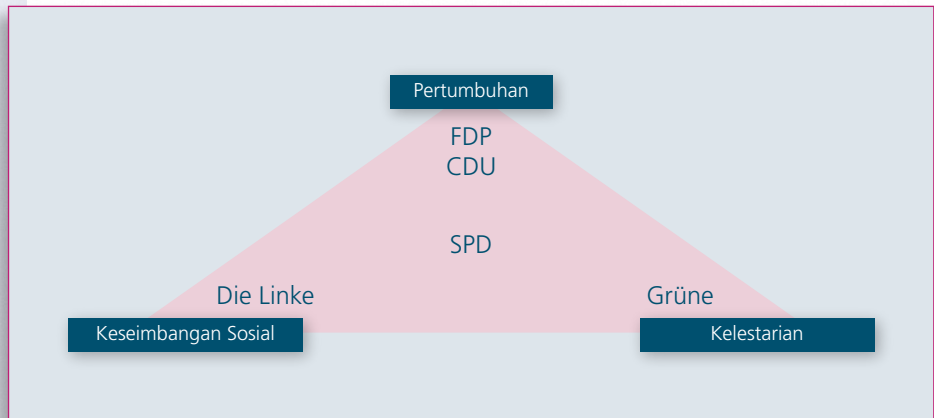 Pertumbuhan
FDP
CDU
SPD
Die Linke
Grüne
Keseimbangan Sosial
Kelestarian